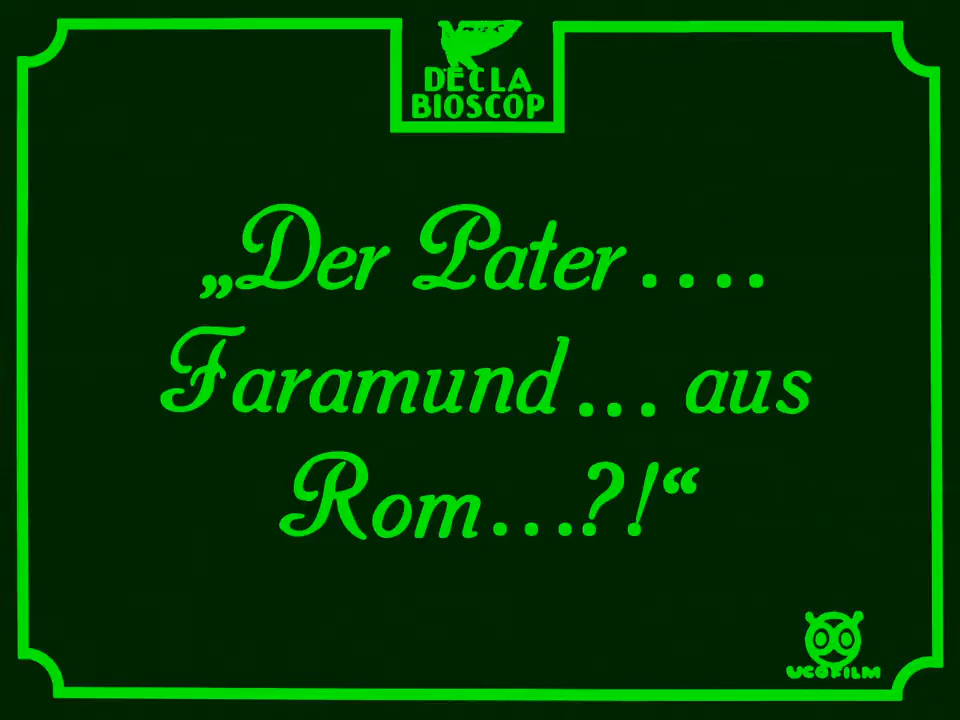 DECLA
BIOSCOP
„Der Pater....
Faramund... aus
Rom...?!“
UCOFILM